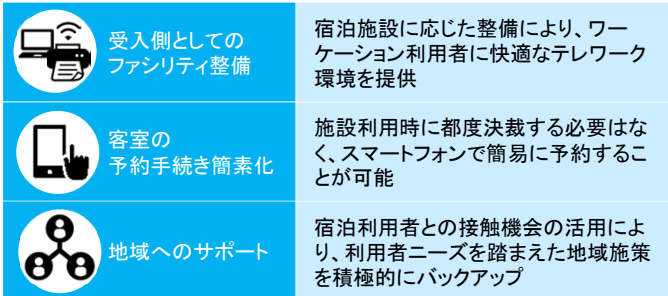 受入側としての
ファシリティ整備
宿泊施設に応じた整備により、ワー
ケーション利用者に快適なテレワーク
環境を提供
客室の
予約手続き簡素化
施設利用時に都度決裁する必要はな
く、スマートフォンで簡易に予約するこ
とが可能
地域へのサポート
宿泊利用者との接触機会の活用によ
り、利用者ニーズを踏まえた地域施策
を積極的にバックアップ